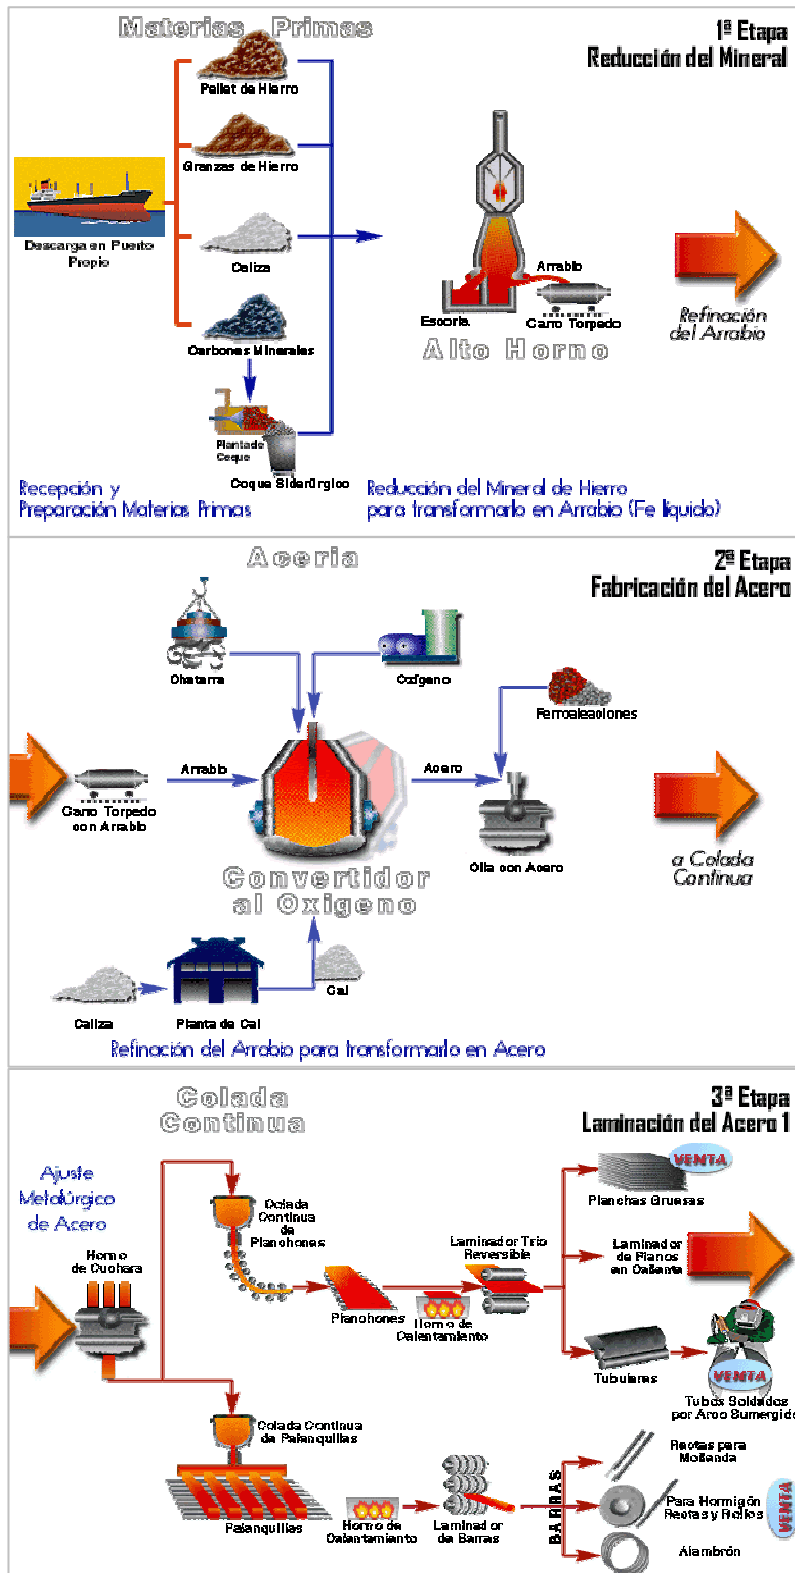 Materias Primas
1ª Etapa
Reducción del Mineral
Pellet de Hierro
Granzas de Hierro
Descarga en Puerto
Propio
Caliza
Carbones Minerales
Planta de
Coque
Coque Siderúrgico
Arrabio
Escoria.
Carro Torpedo
Alto Horno
Refinación
del Arrabio
Recepción y
Preparación Materias Primas
Reducción del Mineral de Hierro
para transformarlo en Arrabio (Fe líquido)
Aceria
2ª Etapa
Fabricación del Acero
Chatarra
Oxígeno
Ferroaleaciones
Arrabio
Acero
Carro Torpedo
con Arrabio
Olla con Acero
a Colada
Continua
Convertidor
al Oxigeno
Cal
Caliza
Planta de Cal
Refinación del Arrabio para transformarlo en Acero
Colada
Continua
3ª Etapa
Laminación del Acero 1
Ajuste
Metalúrgico
de Acero
Horno
de Cuchara
Colada
Continua
de
Planchones
Planchones
Horno de
Calentamiento
Laminador Trio
Reversible
VENTA
Planchas Gruesas
Laminador
de Planos
en Caliente
Tubulares
VENTA
Tubos Soldados
por Arco Sumergido
Colada Continua
de Palanquillas
Palanquillas
Horno de
Calentamiento
Laminador
de Barras
BARRAS
Rectas para
Molienda
Para Hormigón
Rectas y Rollos
VENTA
Alambrón